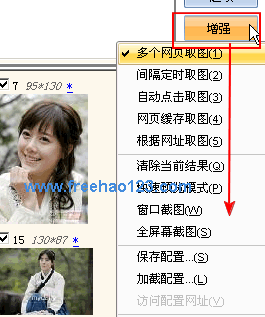 增强
7 95*130 *
多个网页取图(1)
间隔定时取图(2)
自动点击取图(3)
网页缓存取图(4)
根据网址取图(5)
清除当前结果(Q)
快速预览模式(P)
www.freehao123.com
窗口截图(W)
全屏幕截图(S)
15 130*87 *
保存配置...(S)
加载配置...(L)
访问配置网址(V)